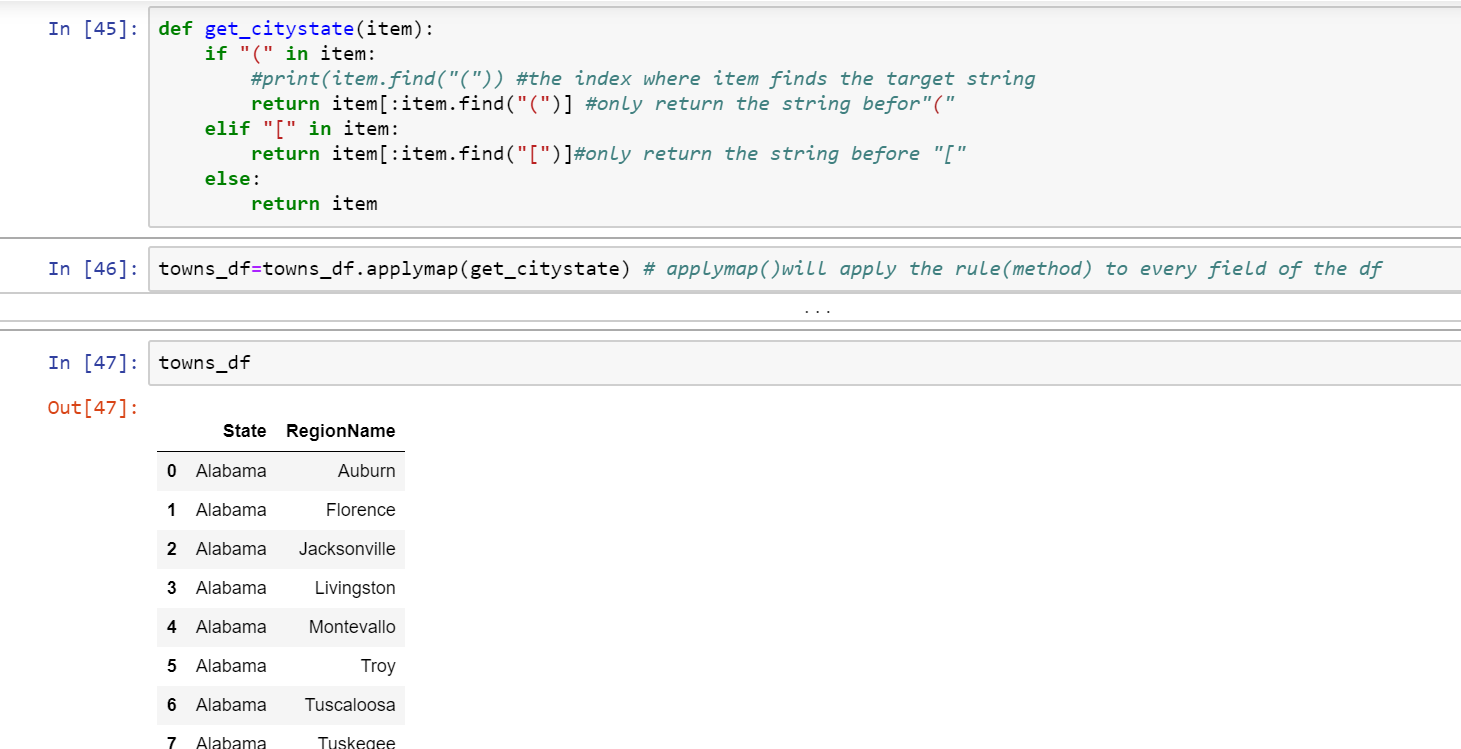 In [45]: def get_citystate(item):
if "(" in item:
#print(item.find("(")) #the index where item finds the target string
return item[:item.find("(")] #only return the string befor"("
elif "[" in item:
return item[:item.find("[")]#only return the string before "["
else:
return item
In [46]: towns_df=towns_df.applymap(get_citystate) # applymap()will apply the rule(method) to every field of the df
...
In [47]: towns_df
Out[47]:
State RegionName
0 Alabama Auburn
1 Alabama Florence
2 Alabama Jacksonville
3 Alabama Livingston
4 Alabama Montevallo
5 Alabama Troy
6 Alabama Tuscaloosa
7 Alabama Tuskegee